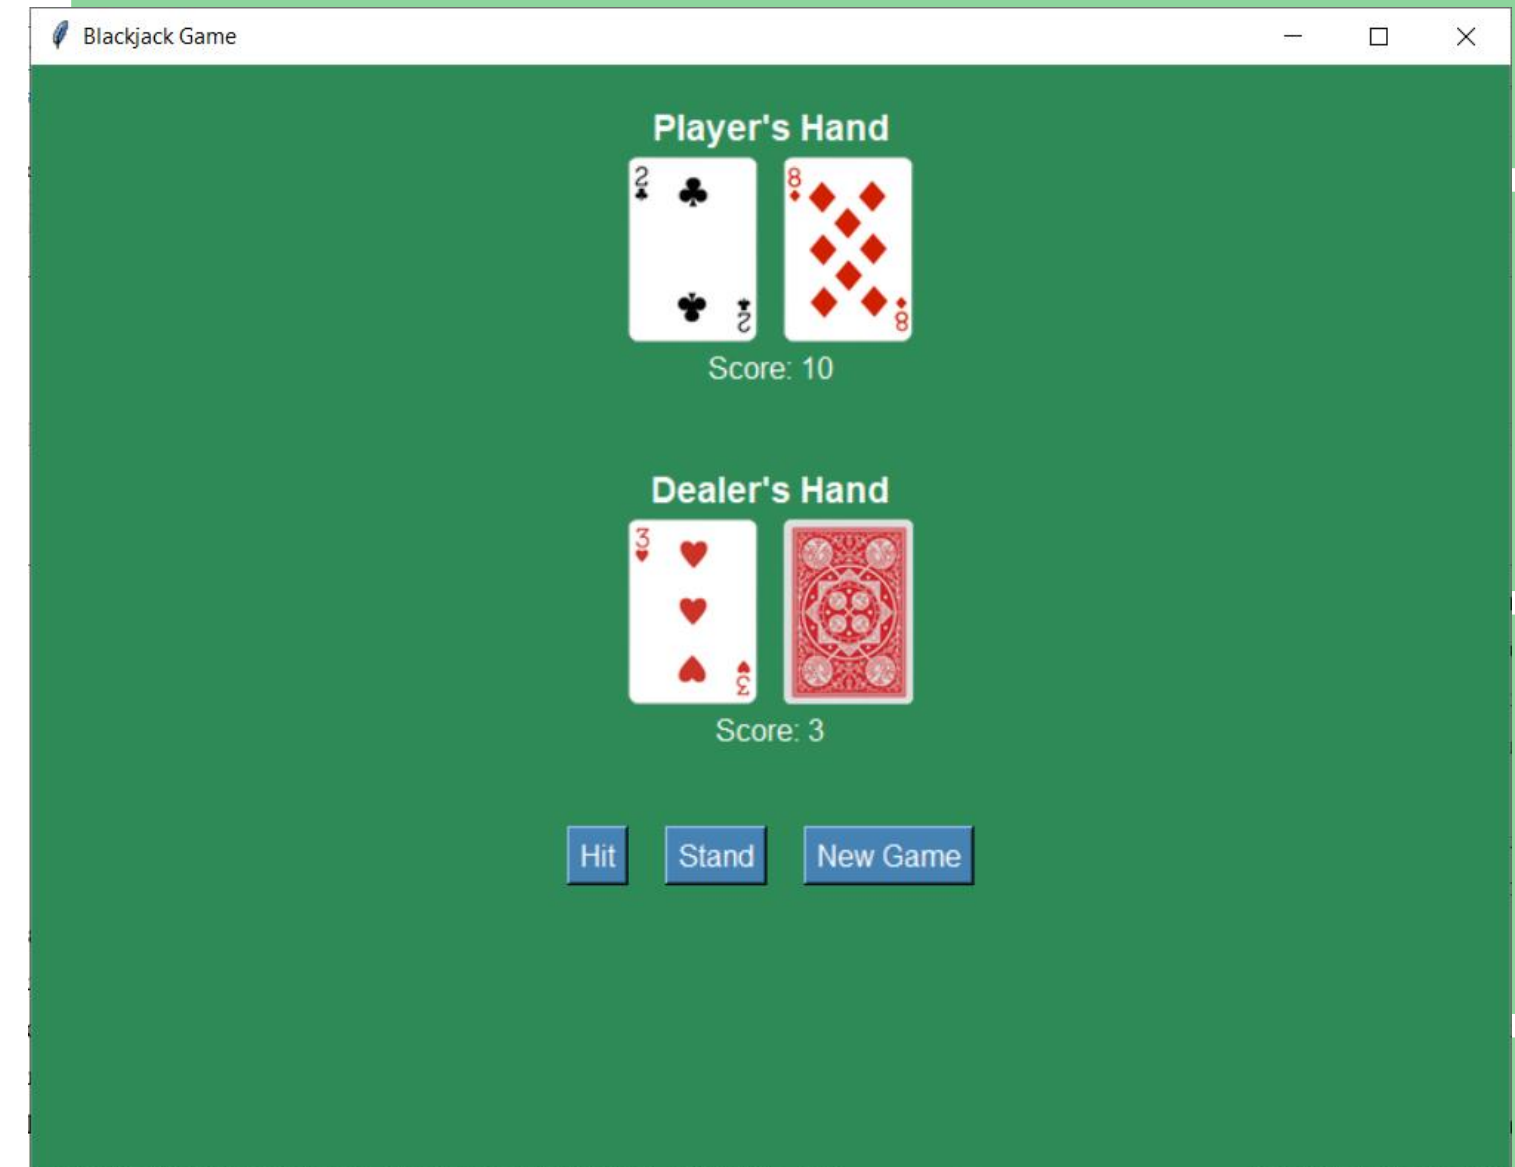 Blackjack Game
Player's Hand
2 8
2 8
Score: 10
Dealer's Hand
3
3
Score: 3
Hit Stand New Game